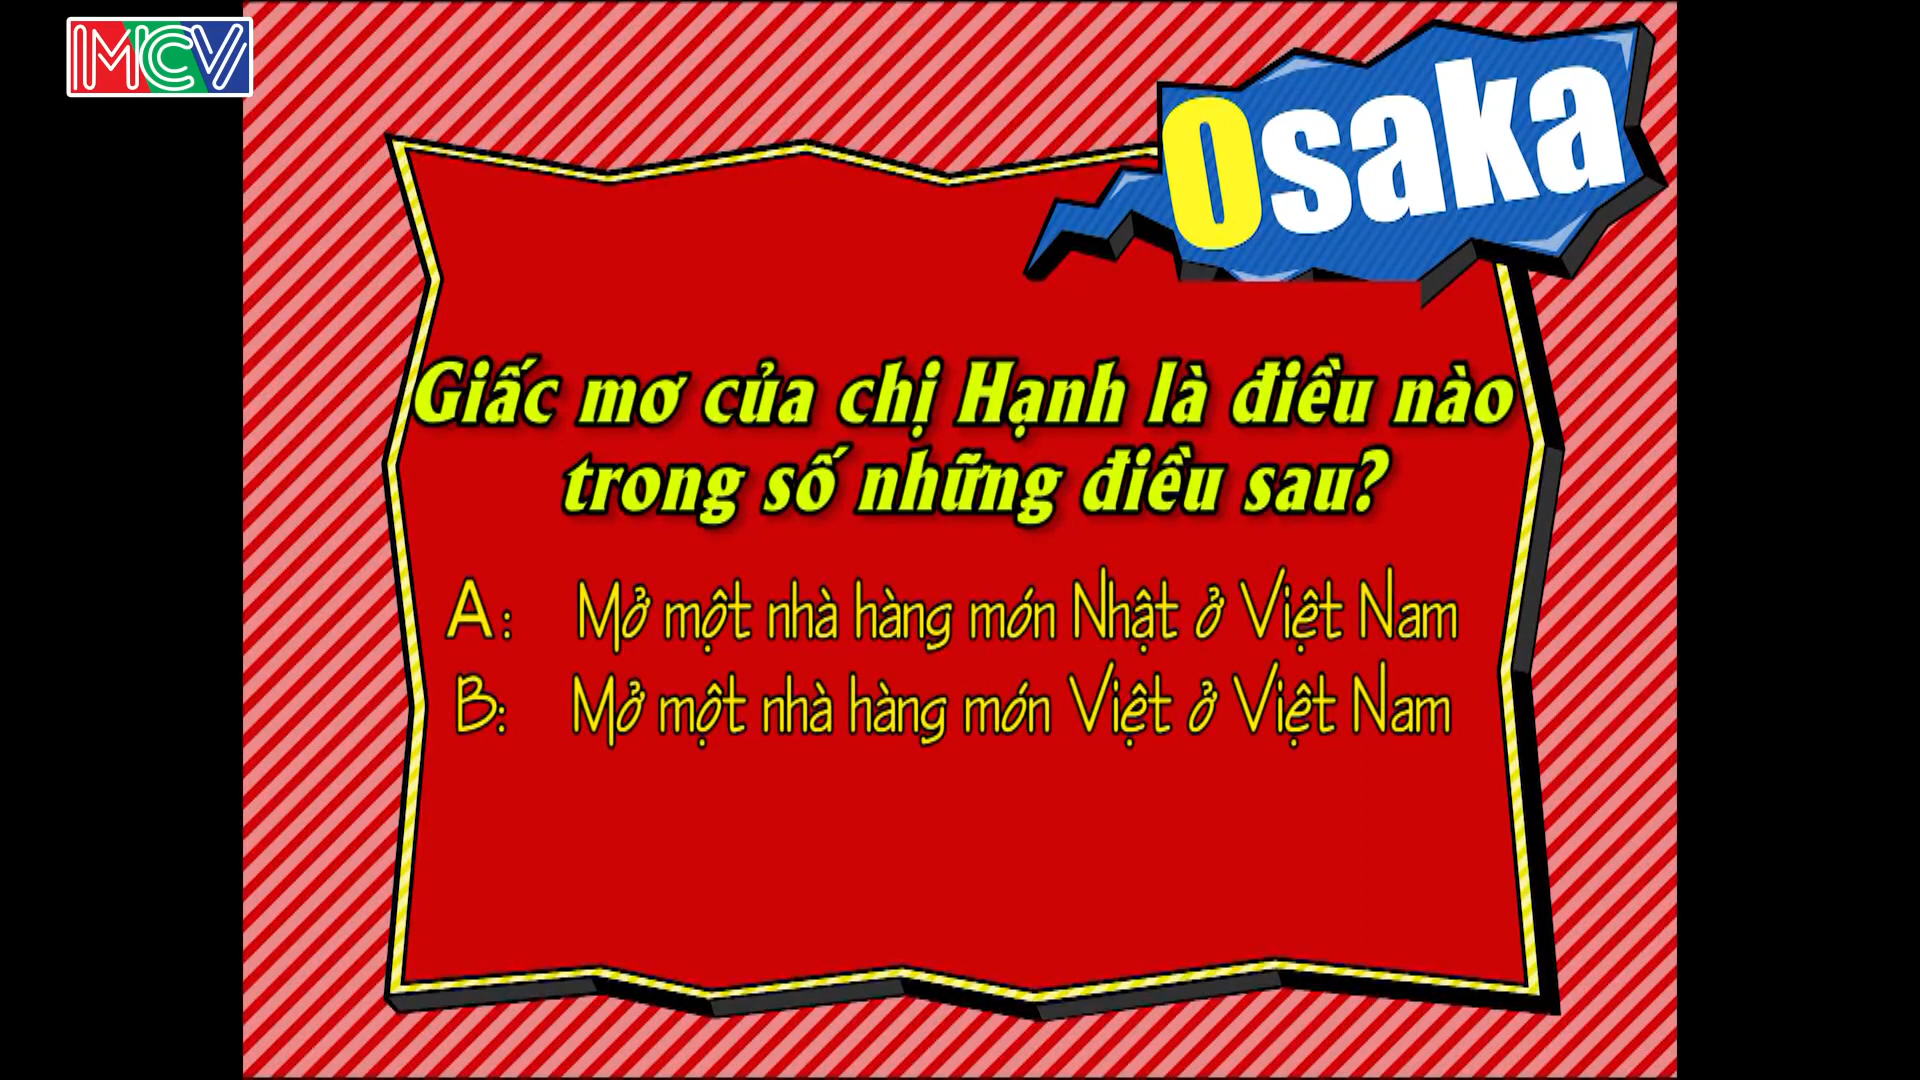 MCV
Osaka
Giấc mơ của chị Hạnh là điều nào
trong số những điều sau?
A: Mở một nhà hàng món Nhật ở Việt Nam
B: Mở một nhà hàng món Việt ở Việt Nam